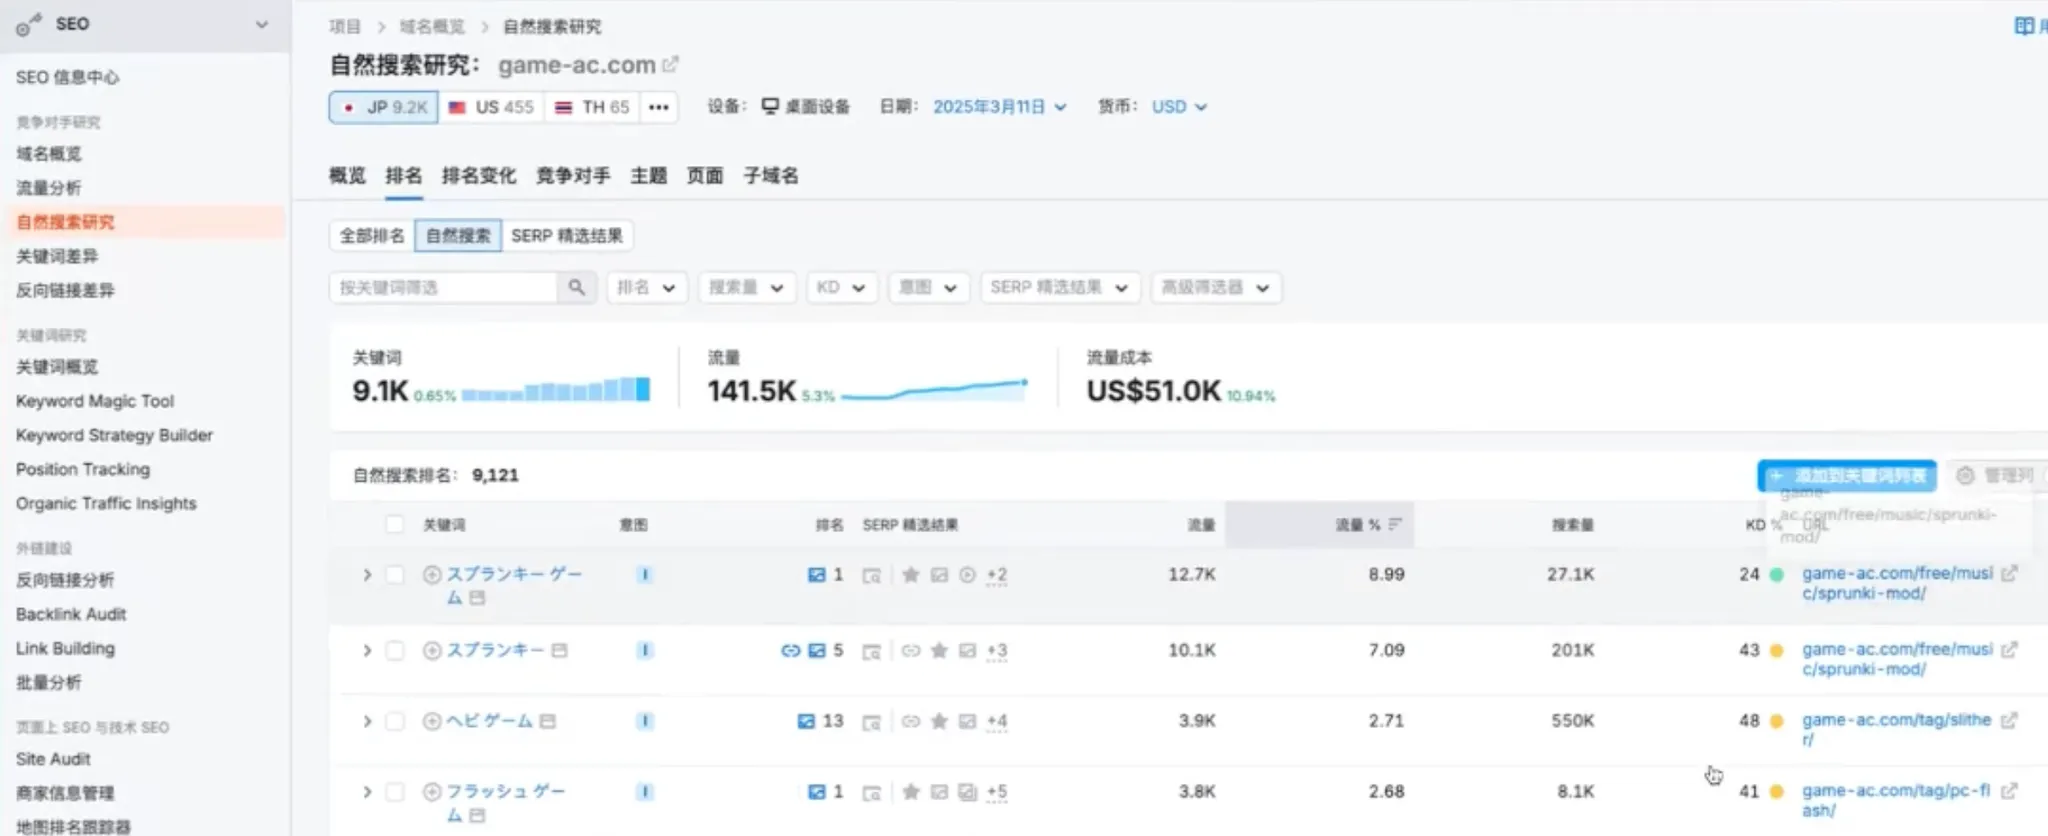 SEO
SEO 信息中心
竞争对手研究
域名概览
流量分析
自然搜索研究
关键词差异
反向链接差异
关键词研究
关键词概览
Keyword Magic Tool
Keyword Strategy Builder
Position Tracking
Organic Traffic Insights
外链建设
反向链接分析
Backlink Audit
Link Building
批量分析
页面上 SEO 与技术 SEO
Site Audit
商家信息管理
地图排名跟踪器
项目 > 域名概览 > 自然搜索研究
自然搜索研究： game-ac.com
JP 9.2K US 455 TH 65 ••• 设备： 桌面设备 日期： 2025年3月11日 货币： USD
概览 排名 排名变化 竞争对手 主题 页面 子域名
全部排名 自然搜索 SERP 精选结果
按关键词筛选 排名 搜索量 KD 意图 SERP 精选结果 高级筛选器
关键词 流量 流量成本
9.1K 0.65% 141.5K 5.3% US$51.0K 10.94%
自然搜索排名： 9,121 + 添加到关键词列表 管理列
game-
ac.com/free/music/sprunki-
mod/
关键词 意图 排名 SERP 精选结果 流量 流量 % 搜索量 KD % URL
スプランキー ゲー I 1 +2 12.7K 8.99 27.1K 24 game-ac.com/free/musi
ム c/sprunki-mod/
スプランキー I 5 +3 10.1K 7.09 201K 43 game-ac.com/free/musi
c/sprunki-mod/
ヘビ ゲーム I 13 +4 3.9K 2.71 550K 48 game-ac.com/tag/slithe
r/
フラッシュ ゲー I 1 +5 3.8K 2.68 8.1K 41 game-ac.com/tag/pc-fl
ム ash/